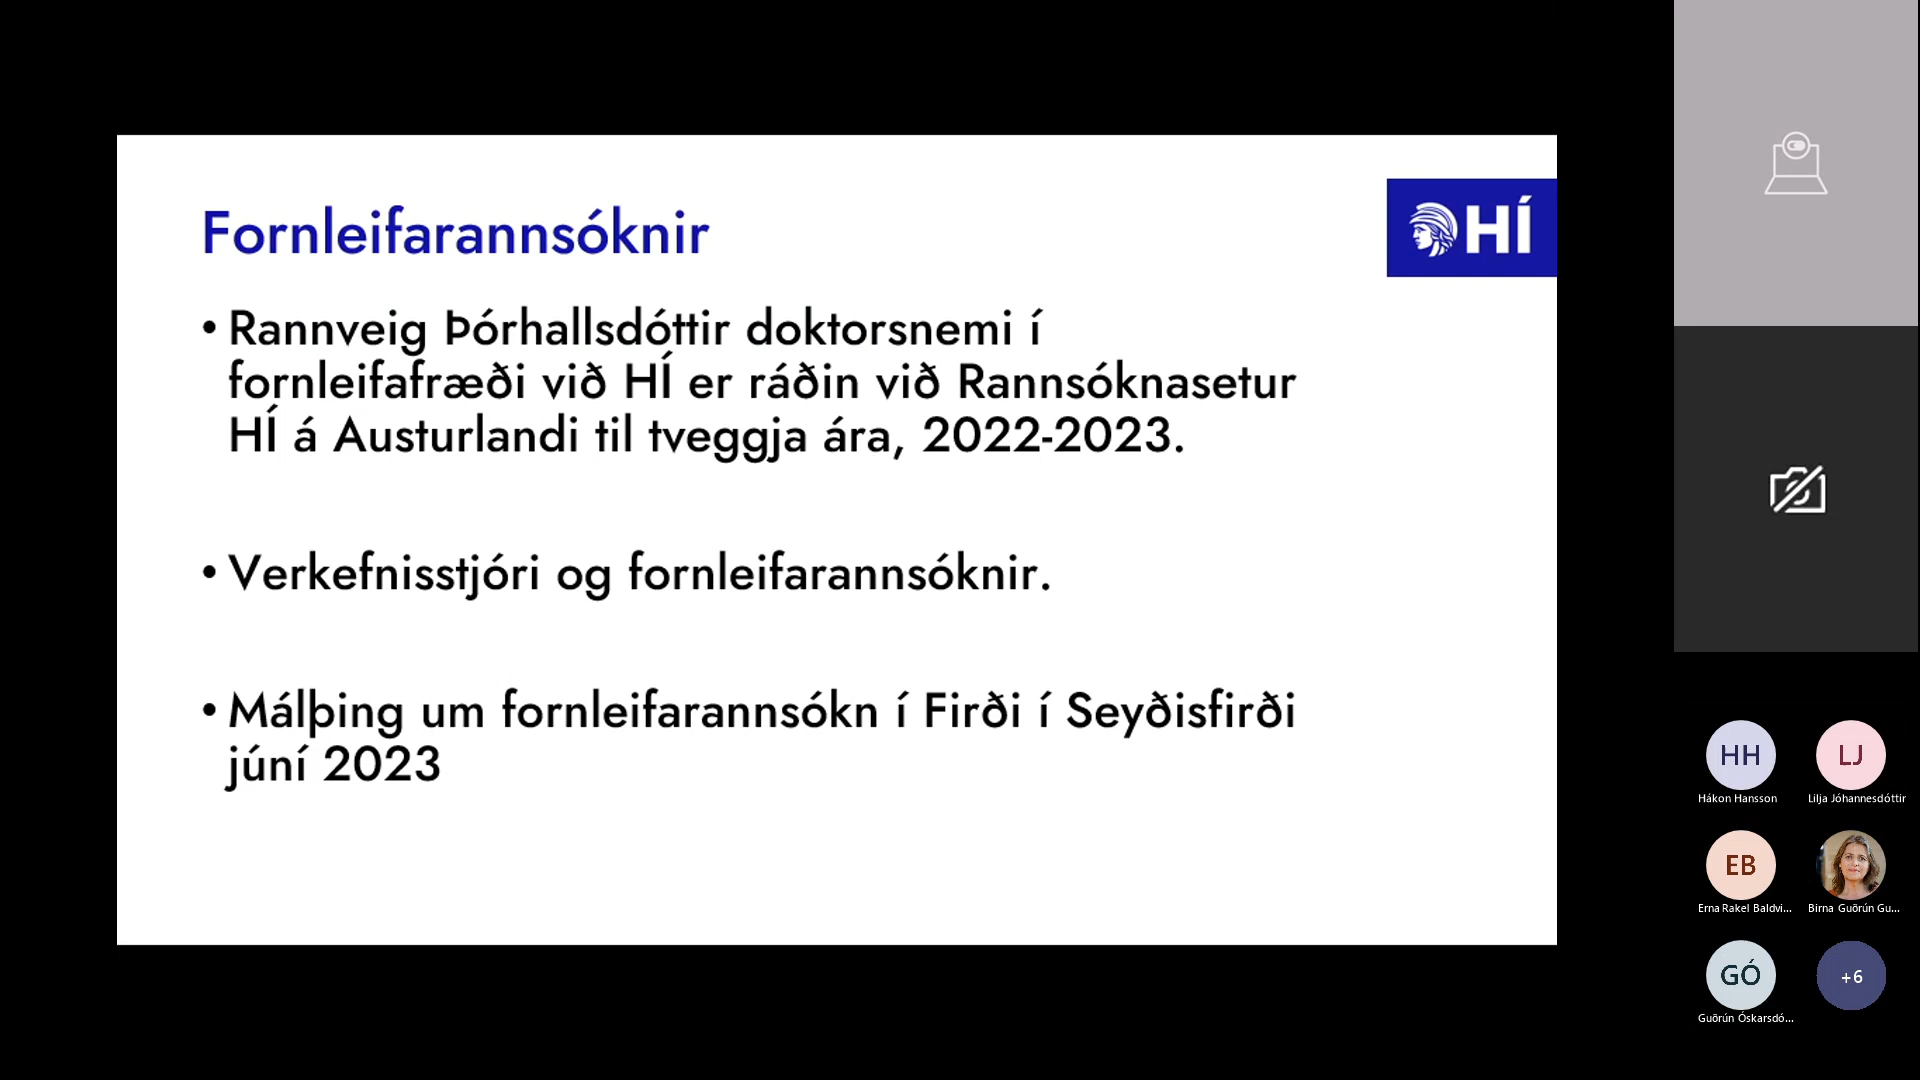 Fornleifarannsóknir
HÍ
• Rannveig Þórhallsdóttir doktorsnemi í
fornleifafræði við HÍ er ráðin við Rannsóknasetur
HÍ á Austurlandi til tveggja ára, 2022-2023.
• Verkefnisstjóri og fornleifarannsóknir.
• Málþing um fornleifarannsókn í Firði í Seyðisfirði
júní 2023
HH
LJ
Hákon Hansson
Lilja Jóhannesdóttir
EB
Erna Rakel Baldvi...
Birna Guðrún Gu...
GÓ
+6
Guðrún Óskarsdó...